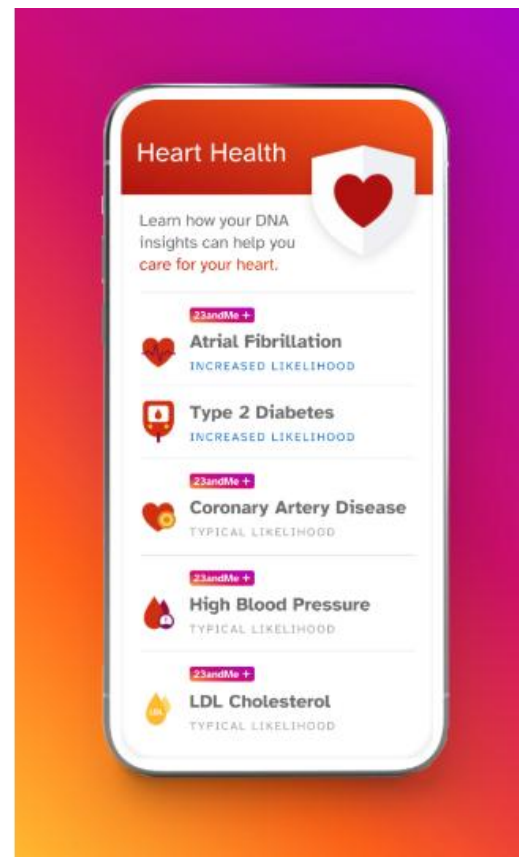 Heart Health
Learn how your DNA
insights can help you
care for your heart.
23andMe +
Atrial Fibrillation
INCREASED LIKELIHOOD
Type 2 Diabetes
INCREASED LIKELIHOOD
23andMe +
Coronary Artery Disease
TYPICAL LIKELIHOOD
23andMe +
High Blood Pressure
TYPICAL LIKELIHOOD
23andMe +
LDL
LDL Cholesterol
TYPICAL LIKELIHOOD